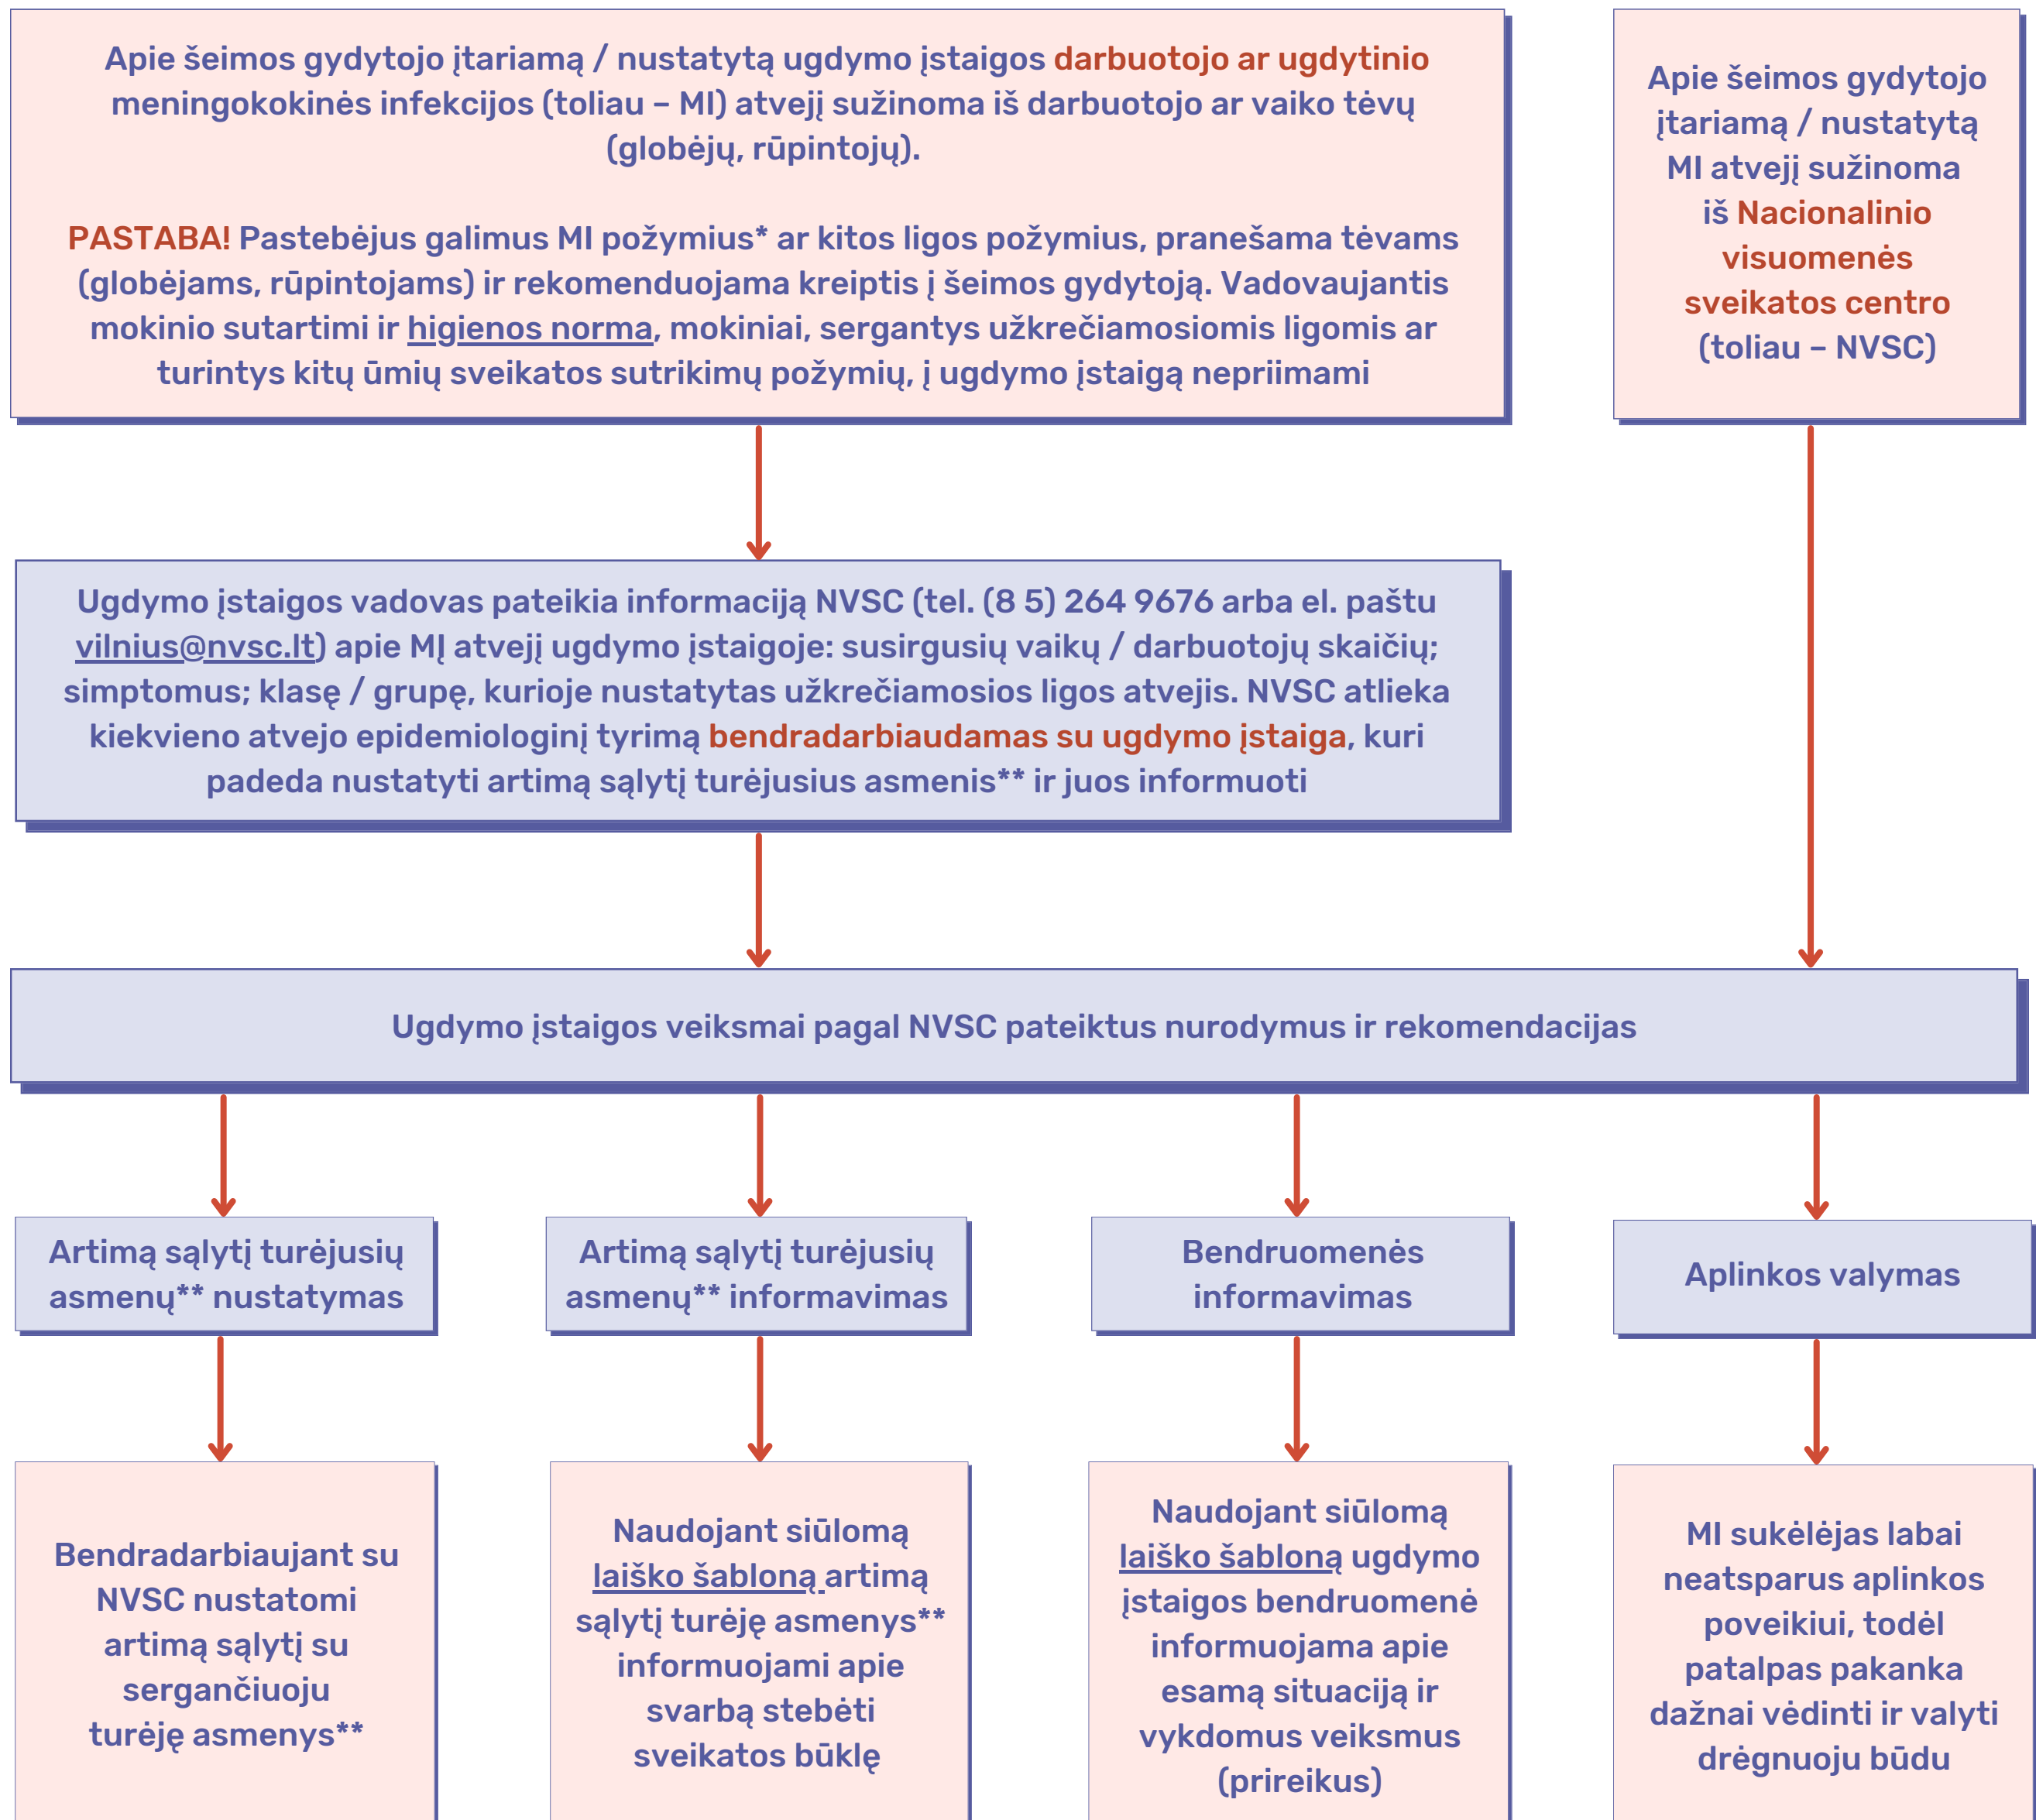 Apie šeimos gydytojo įtariamą / nustatytą ugdymo įstaigos darbuotojo ar ugdytinio
meningokokinės infekcijos (toliau – MI) atvejį sužinoma iš darbuotojo ar vaiko tėvų
(globėjų, rūpintojų).
PASTABA! Pastebėjus galimus MI požymius* ar kitos ligos požymius, pranešama tėvams
(globėjams, rūpintojams) ir rekomenduojama kreiptis į šeimos gydytoją. Vadovaujantis
mokinio sutartimi ir higienos norma, mokiniai, sergantys užkrečiamosiomis ligomis ar
turintys kitų ūmių sveikatos sutrikimų požymių, į ugdymo įstaigą nepriimami
Apie šeimos gydytojo
įtariamą / nustatytą
MI atvejį sužinoma
iš Nacionalinio
visuomenės
sveikatos centro
(toliau – NVSC)
Ugdymo įstaigos vadovas pateikia informaciją NVSC (tel. (8 5) 264 9676 arba el. paštu
vilnius@nvsc.lt) apie MĮ atvejį ugdymo įstaigoje: susirgusių vaikų / darbuotojų skaičių;
simptomus; klasę / grupę, kurioje nustatytas užkrečiamosios ligos atvejis. NVSC atlieka
kiekvieno atvejo epidemiologinį tyrimą bendradarbiaudamas su ugdymo įstaiga, kuri
padeda nustatyti artimą sąlytį turėjusius asmenis** ir juos informuoti
Ugdymo įstaigos veiksmai pagal NVSC pateiktus nurodymus ir rekomendacijas
Artimą sąlytį turėjusių
asmenų** nustatymas
Artimą sąlytį turėjusių
asmenų** informavimas
Bendruomenės
informavimas
Aplinkos valymas
Bendradarbiaujant su
NVSC nustatomi
artimą sąlytį su
sergančiuoju
turėję asmenys**
Naudojant siūlomą
laiško šabloną artimą
sąlytį turėję asmenys**
informuojami apie
svarbą stebėti
sveikatos būklę
Naudojant siūlomą
laiško šabloną ugdymo
įstaigos bendruomenė
informuojama apie
esamą situaciją ir
vykdomus veiksmus
(prireikus)
MI sukėlėjas labai
neatsparus aplinkos
poveikiui, todėl
patalpas pakanka
dažnai vėdinti ir valyti
drėgnuoju būdu